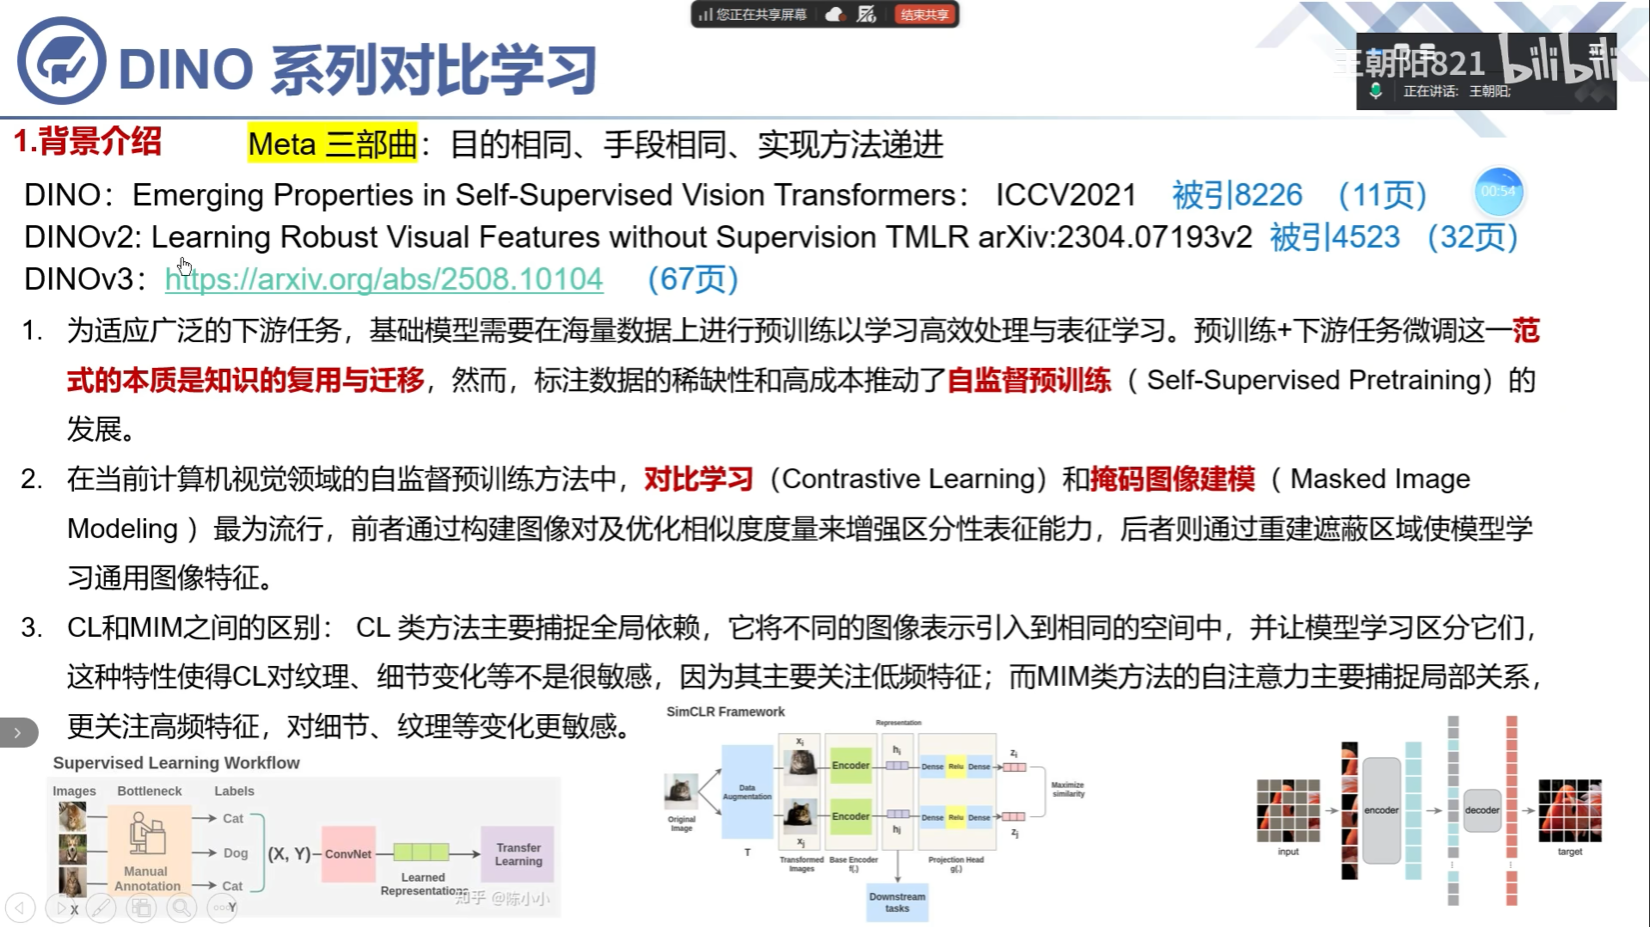 您正在共享屏幕
结束共享
DINO 系列对比学习
王朝阳821
bilibili
正在讲话: 王朝阳;
1.背景介绍
Meta 三部曲：目的相同、手段相同、实现方法递进
DINO：Emerging Properties in Self-Supervised Vision Transformers： ICCV2021 被引8226 （11页）
00:54
DINOv2: Learning Robust Visual Features without Supervision TMLR arXiv:2304.07193v2 被引4523 （32页）
DINOv3：https://arxiv.org/abs/2508.10104 （67页）
1. 为适应广泛的下游任务，基础模型需要在海量数据上进行预训练以学习高效处理与表征学习。预训练+下游任务微调这一范
式的本质是知识的复用与迁移，然而，标注数据的稀缺性和高成本推动了自监督预训练（ Self-Supervised Pretraining）的
发展。
2. 在当前计算机视觉领域的自监督预训练方法中，对比学习（Contrastive Learning）和掩码图像建模（ Masked Image
Modeling ）最为流行，前者通过构建图像对及优化相似度度量来增强区分性表征能力，后者则通过重建遮蔽区域使模型学
习通用图像特征。
3. CL和MIM之间的区别： CL 类方法主要捕捉全局依赖，它将不同的图像表示引入到相同的空间中，并让模型学习区分它们，
这种特性使得CL对纹理、细节变化等不是很敏感，因为其主要关注低频特征；而MIM类方法的自注意力主要捕捉局部关系，
更关注高频特征，对细节、纹理等变化更敏感。
Supervised Learning Workflow
Images Bottleneck Labels
Cat
Dog
Cat
Manual
Annotation
X
Y
(X, Y)
ConvNet
Learned
Representations
Transfer
Learning
知乎 @陈小小
SimCLR Framework
Representation
Original
Image
Data
Augmentation
T
xi
xj
Transformed
Images
Encoder
Encoder
Base Encoder
f(.)
hi
hj
Dense Relu Dense
Dense Relu Dense
Projection Head
g(.)
zi
zj
Maximize
similarity
Downstream
tasks
input
encoder
decoder
target